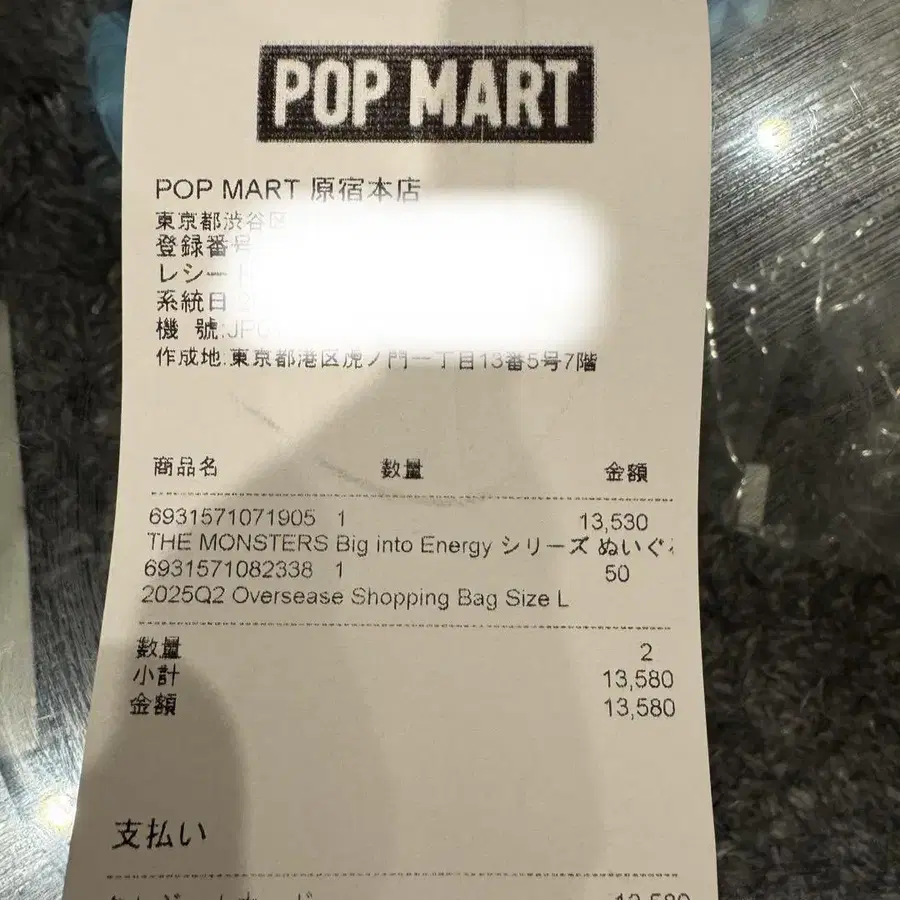 POP MART
POP MART 原宿本店
東京都渋谷区
登録番号
レシート
系統日
機 號:JP0
作成地:東京都港区虎ノ門一丁目13番5号7階
商品名 数量 金額
6931571071905 1 13,530
THE MONSTERS Big into Energy シリーズ ぬいぐ
6931571082338 1 50
2025Q2 Oversease Shopping Bag Size L
数量 2
小計 13,580
金額 13,580
支払い
13,580